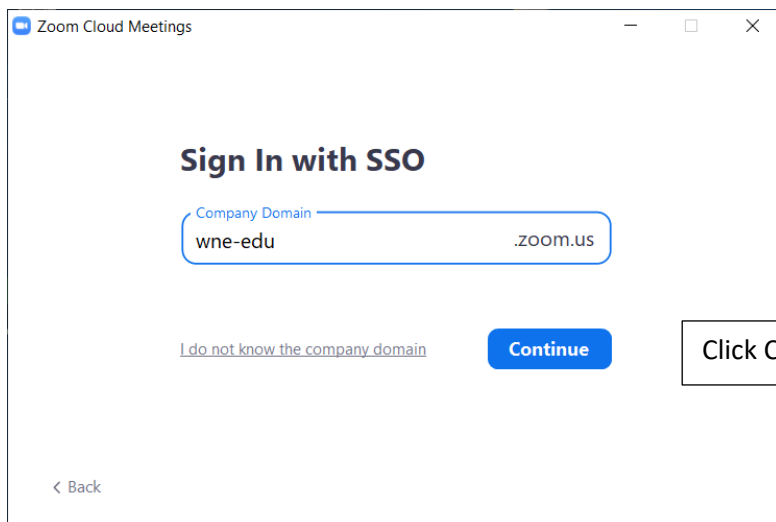 Zoom Cloud Meetings
Sign In with SSO
Company Domain
wne-edu .zoom.us
I do not know the company domain Continue
Click C
Back